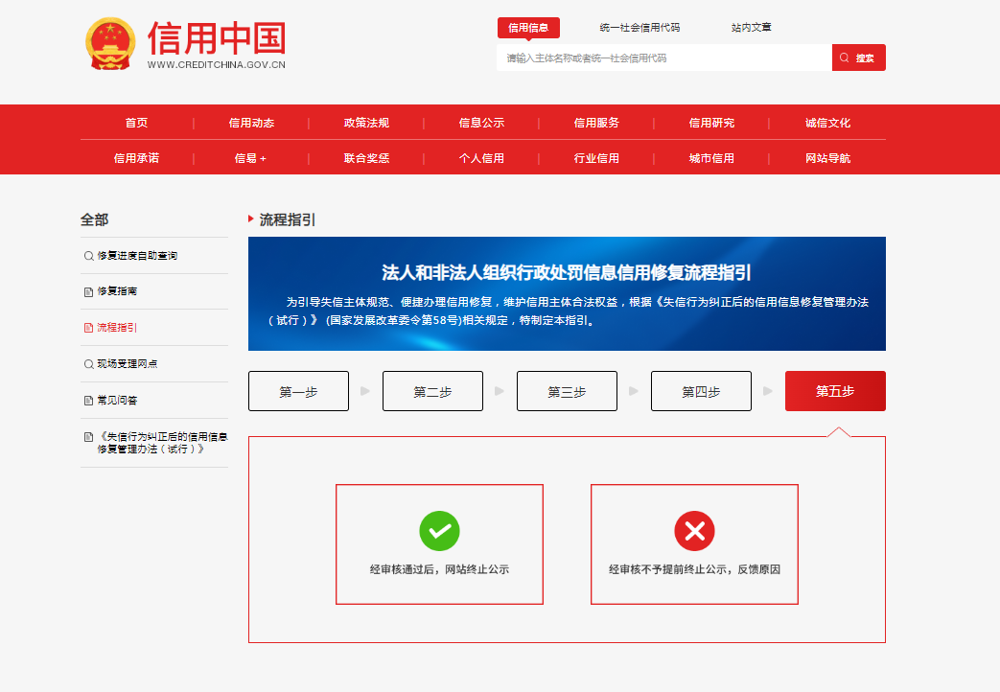 信用中国
WWW.CREDITCHINA.GOV.CN
信用信息
统一社会信用代码
站内文章
请输入主体名称或者统一社会信用代码
搜索
首页
信用动态
政策法规
信息公示
信用服务
信用研究
诚信文化
信用承诺
信易 +
联合奖惩
个人信用
行业信用
城市信用
网站导航
全部
修复进度自助查询
修复指南
流程指引
现场受理网点
常见问答
《失信行为纠正后的信用信息
修复管理办法（试行）》
流程指引
法人和非法人组织行政处罚信息信用修复流程指引
为引导失信主体规范、便捷办理信用修复，维护信用主体合法权益，根据《失信行为纠正后的信用信息修复管理办法
（试行）》 (国家发展改革委令第58号)相关规定，特制定本指引。
第一步
第二步
第三步
第四步
第五步
经审核通过后，网站终止公示
经审核不予提前终止公示，反馈原因